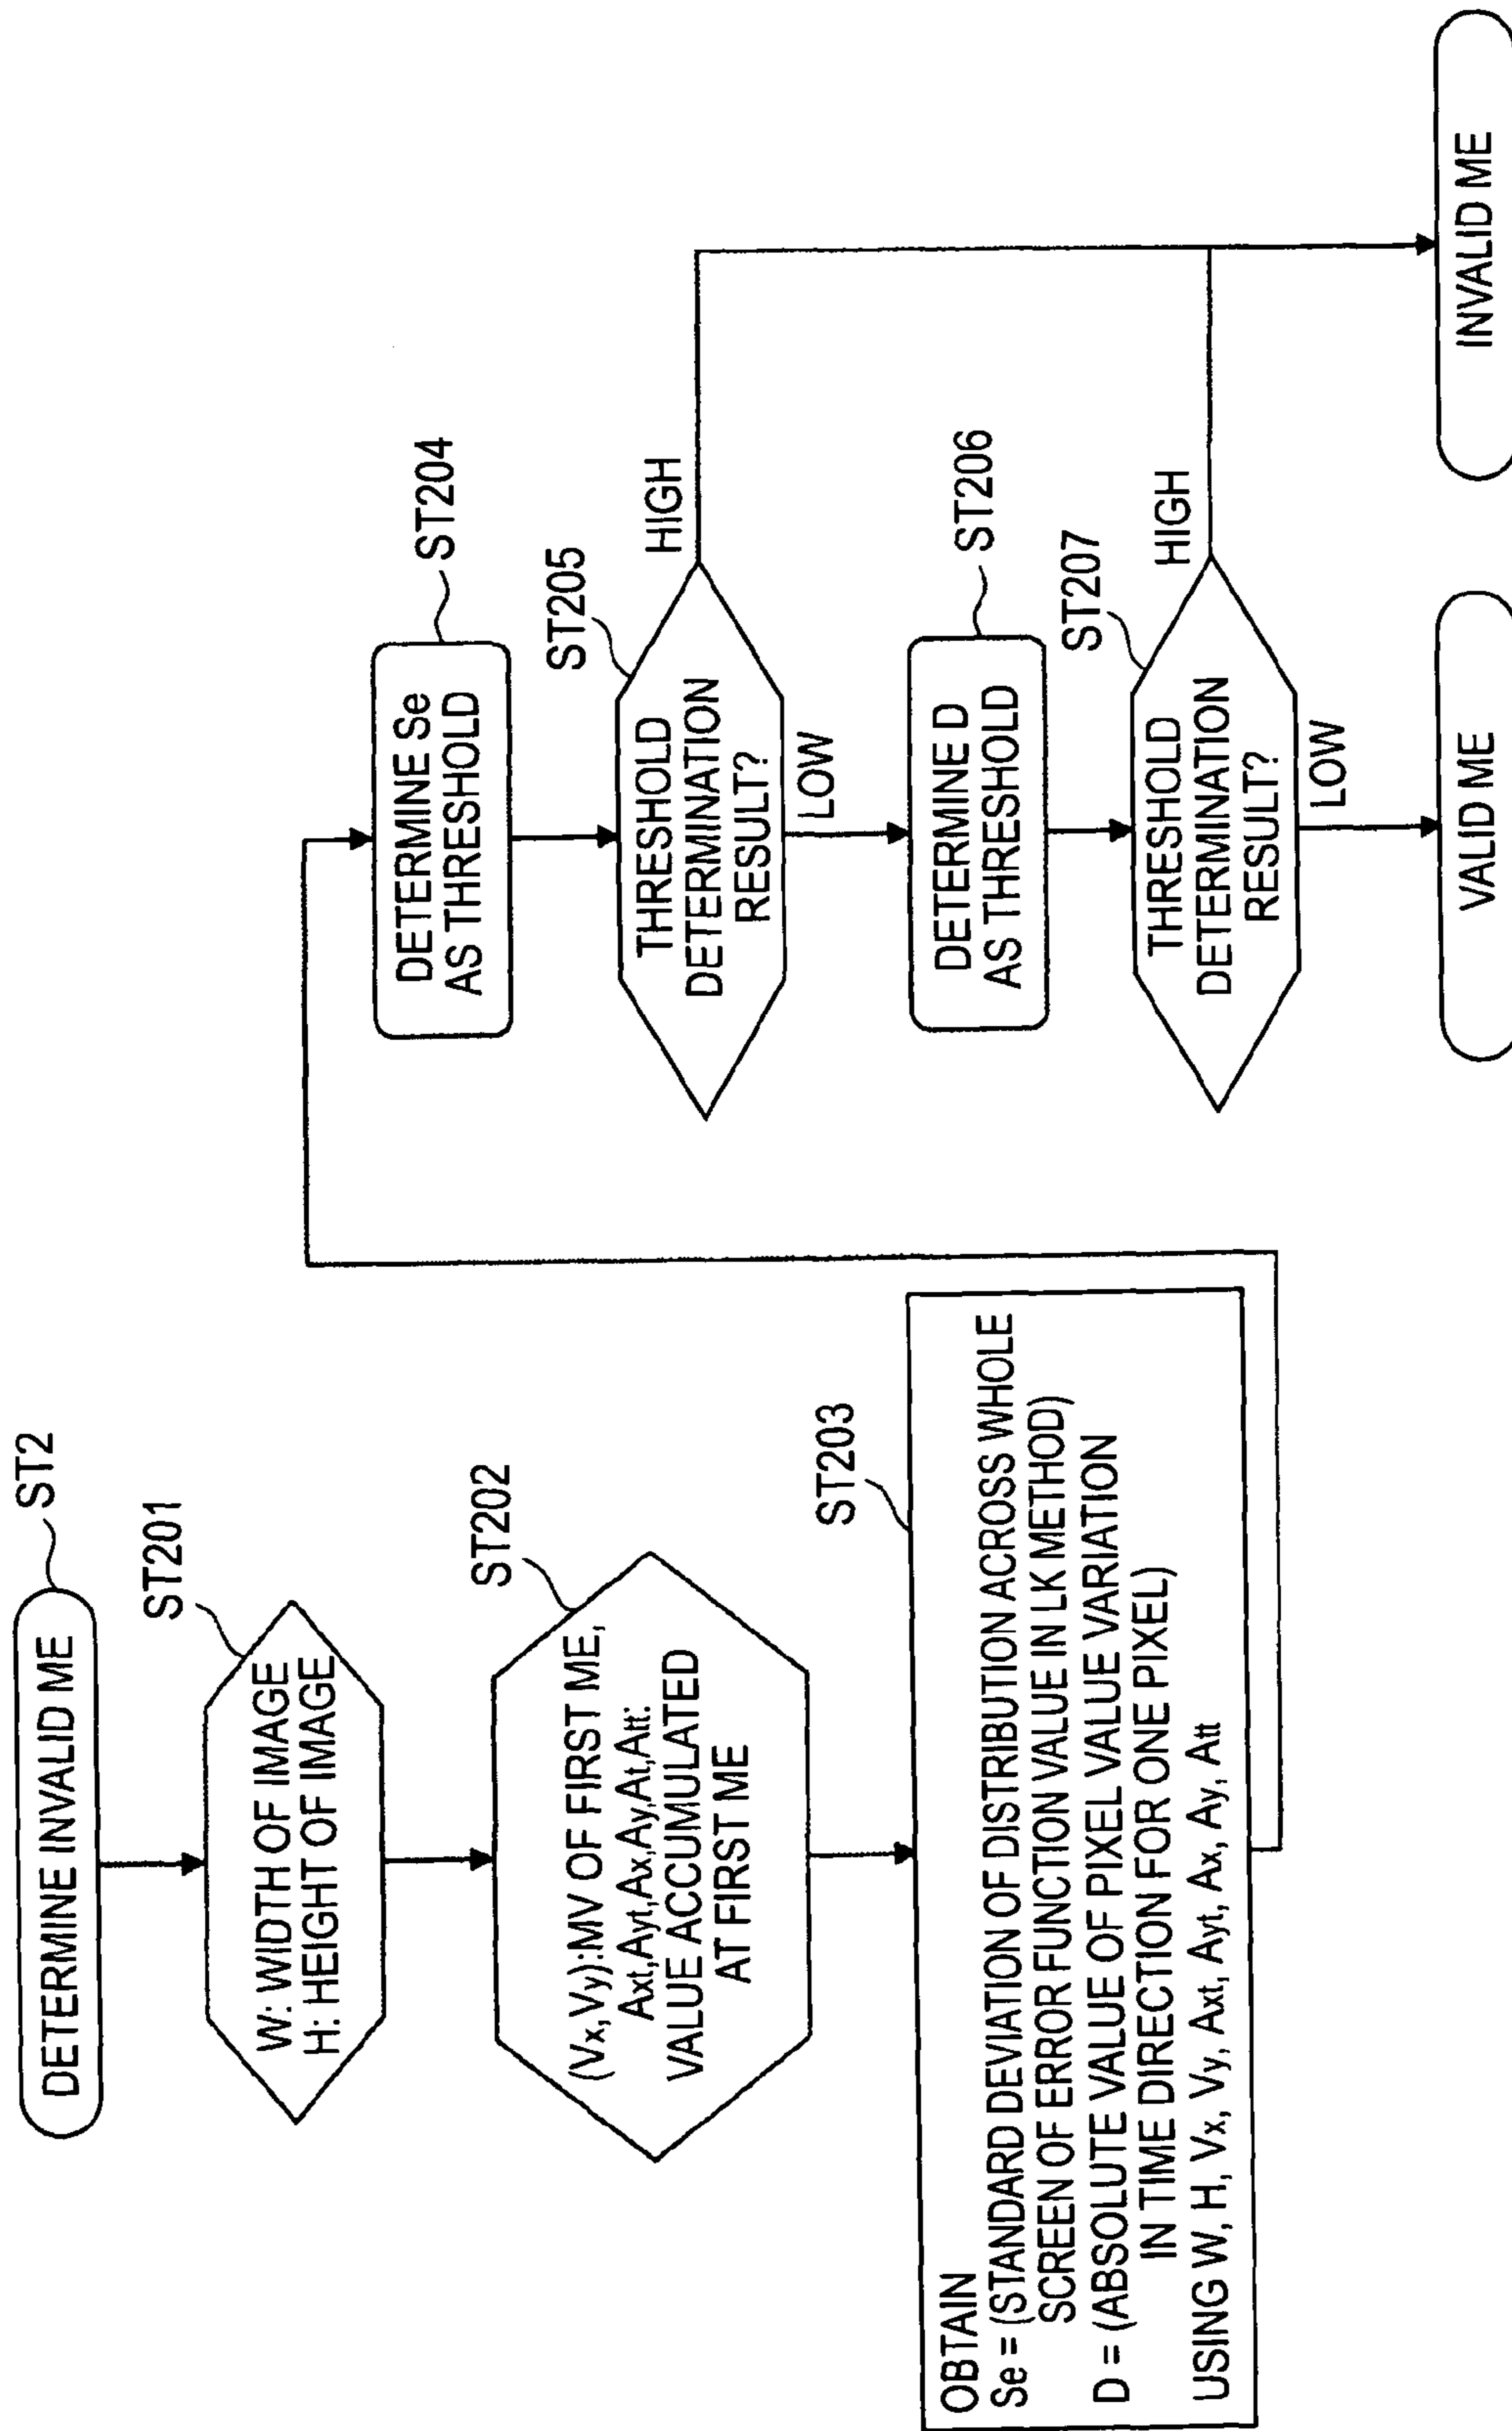 DETERMINE INVALID ME
ST2
W: WIDTH OF IMAGE
H: HEIGHT OF IMAGE
ST201
(Vx,Vy):MV OF FIRST ME,
Axt,Ayt,Ax,Ay,At,Att:
VALUE ACCUMULATED
AT FIRST ME
ST202
OBTAIN
Se = (STANDARD DEVIATION OF DISTRIBUTION ACROSS WHOLE
SCREEN OF ERROR FUNCTION VALUE IN LK METHOD)
D = (ABSOLUTE VALUE OF PIXEL VALUE VARIATION
IN TIME DIRECTION FOR ONE PIXEL)
USING W, H, Vx, Vy, Axt, Ayt, Ax, Ay, Att
ST203
DETERMINE Se
AS THRESHOLD
ST204
THRESHOLD
DETERMINATION
RESULT?
ST205
HIGH
LOW
DETERMINE D
AS THRESHOLD
ST206
THRESHOLD
DETERMINATION
RESULT?
ST207
HIGH
LOW
VALID ME
INVALID ME